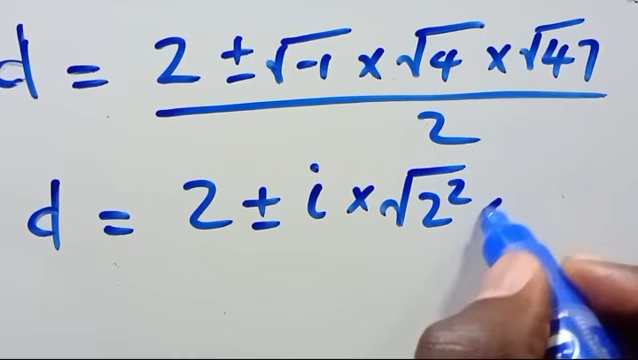 d = 2 ± √-1 × √4 × √47
2
d = 2 ± i × √2²